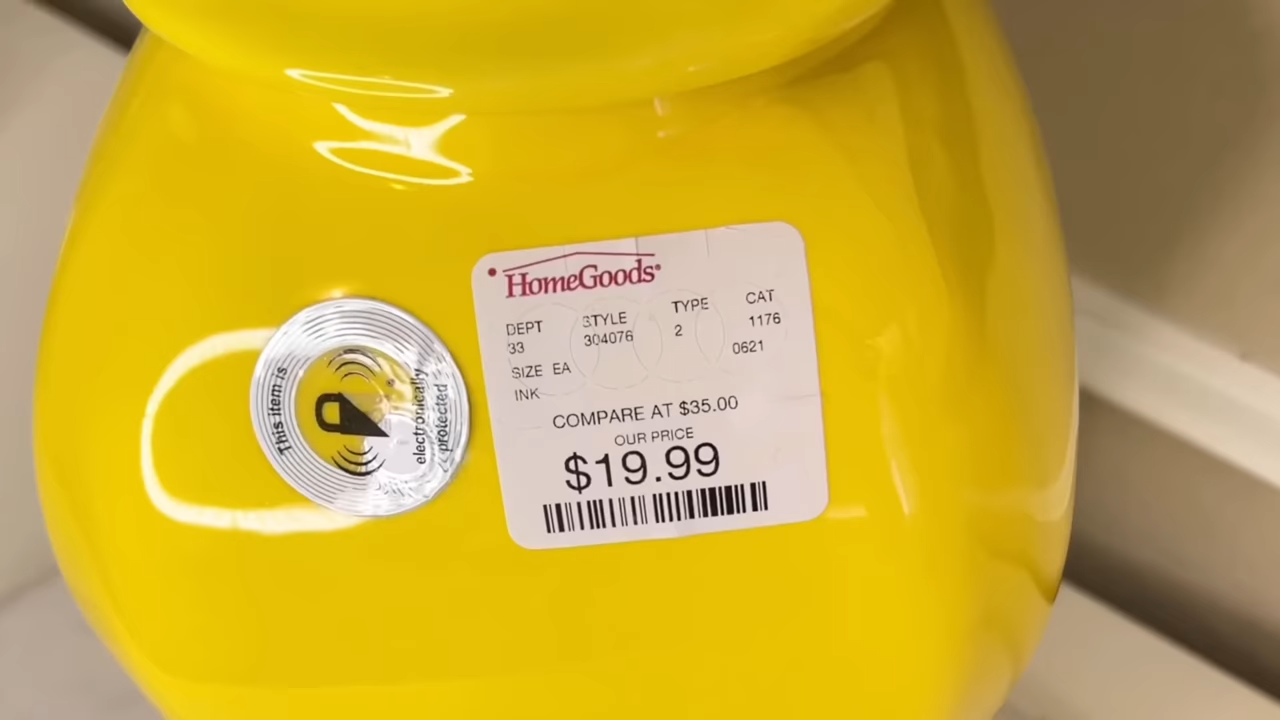 This item is
electronically
protected
HomeGoods®
DEPT STYLE TYPE CAT
33 304076 2 1176
SIZE EA 0621
INK
COMPARE AT $35.00
OUR PRICE
$19.99